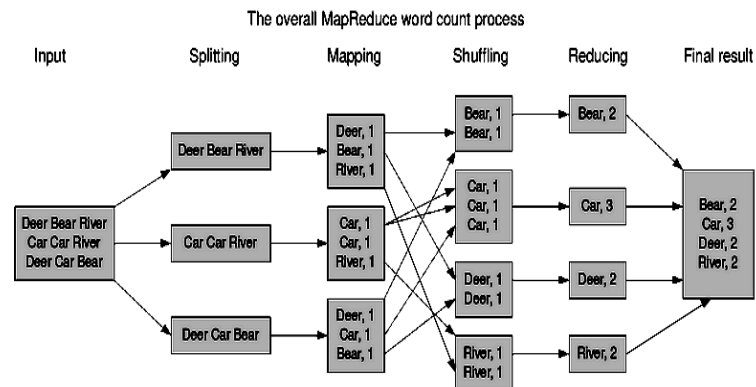 The overall MapReduce word count process
Input
Splitting
Mapping
Shuffling
Reducing
Final result
Deer Bear River
Car Car River
Deer Car Bear
Deer Bear River
Car Car River
Deer Car Bear
Deer, 1
Bear, 1
River, 1
Car, 1
Car, 1
River, 1
Deer, 1
Car, 1
Bear, 1
Bear, 1
Bear, 1
Car, 1
Car, 1
Car, 1
Deer, 1
Deer, 1
River, 1
River, 1
Bear, 2
Car, 3
Deer, 2
River, 2
Bear, 2
Car, 3
Deer, 2
River, 2